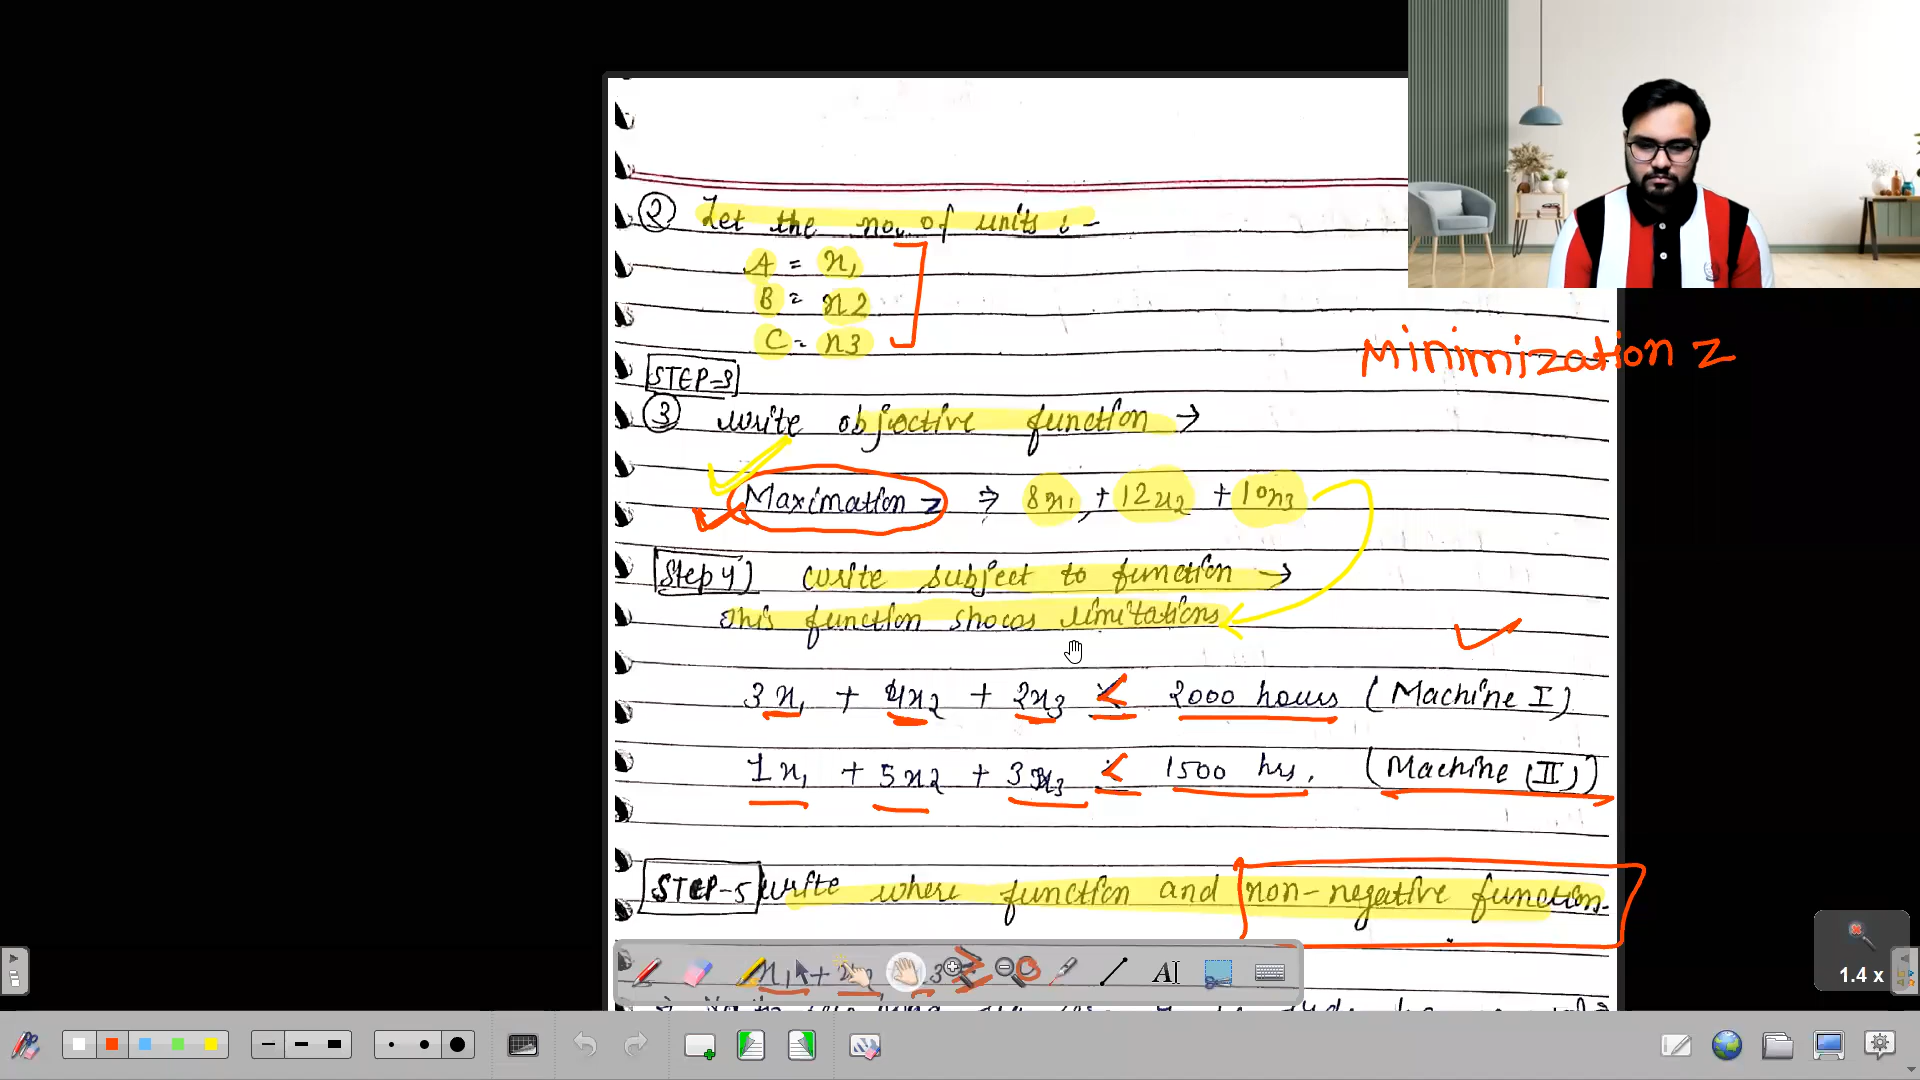 ② Let the no. of units :-
A = x₁
B = x2
C = x3
Minimization Z
STEP-3
③ write objective function →
Maximation Z ⇒ 8x₁ + 12x2 + 10x3
Step 4 write subject to function →
This function shows limitations
3x₁ + 4x2 + 2x3 ≤ 2000 hours (Machine I)
1x₁ + 5x2 + 3x3 ≤ 1500 hrs. (Machine (II))
STEP-5 write where function and non-negative function.
1.4 x